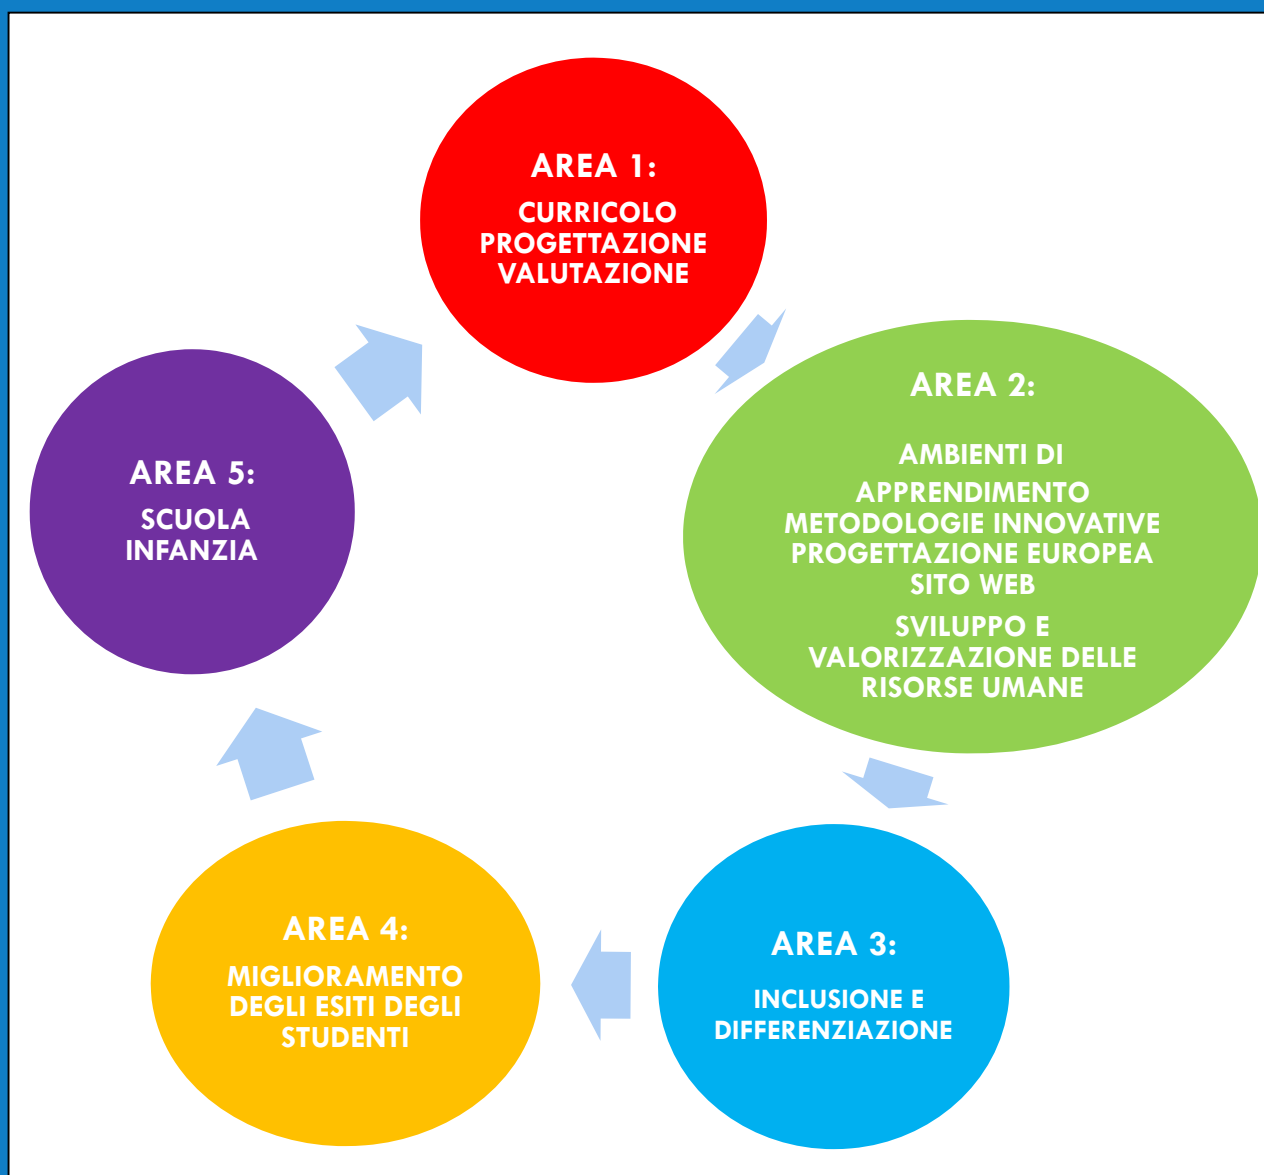 AREA 1:
CURRICOLO
PROGETTAZIONE
VALUTAZIONE
AREA 2:
AMBIENTI DI
APPRENDIMENTO
METODOLOGIE INNOVATIVE
PROGETTAZIONE EUROPEA
SITO WEB
SVILUPPO E
VALORIZZAZIONE DELLE
RISORSE UMANE
AREA 3:
INCLUSIONE E
DIFFERENZIAZIONE
AREA 4:
MIGLIORAMENTO
DEGLI ESITI DEGLI
STUDENTI
AREA 5:
SCUOLA
INFANZIA